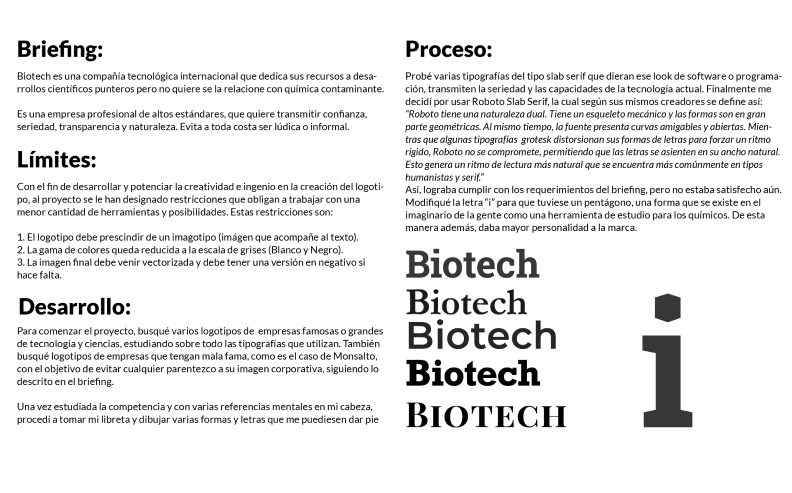 Briefing:
Biotech es una compañía tecnológica internacional que dedica sus recursos a desa-
rrollos científicos punteros pero no quiere se la relacione con química contaminante.
Es una empresa profesional de altos estándares, que quiere transmitir confianza,
seriedad, transparencia y naturaleza. Evita a toda costa ser lúdica o informal.
Límites:
Con el fin de desarrollar y potenciar la creatividad e ingenio en la creación del logoti-
po, al proyecto se le han designado restricciones que obligan a trabajar con una
menor cantidad de herramientas y posibilidades. Estas restricciones son:
1. El logotipo debe prescindir de un imagotipo (imágen que acompañe al texto).
2. La gama de colores queda reducida a la escala de grises (Blanco y Negro).
3. La imagen final debe venir vectorizada y debe tener una versión en negativo si
hace falta.
Desarrollo:
Para comenzar el proyecto, busqué varios logotipos de empresas famosas o grandes
de tecnología y ciencias, estudiando sobre todo las tipografías que utilizan. También
busqué logotipos de empresas que tengan mala fama, como es el caso de Monsalto,
con el objetivo de evitar cualquier parentezco a su imagen corporativa, siguiendo lo
descrito en el briefing.
Una vez estudiada la competencia y con varias referencias mentales en mi cabeza,
procedí a tomar mi libreta y dibujar varias formas y letras que me puediesen dar pie
Proceso:
Probé varias tipografías del tipo slab serif que dieran ese look de software o programa-
ción, transmiten la seriedad y las capacidades de la tecnología actual. Finalmente me
decidí por usar Roboto Slab Serif, la cual según sus mismos creadores se define así:
"Roboto tiene una naturaleza dual. Tiene un esqueleto mecánico y las formas son en gran
parte geométricas. Al mismo tiempo, la fuente presenta curvas amigables y abiertas. Mien-
tras que algunas tipografías grotesk distorsionan sus formas de letras para forzar un ritmo
rígido, Roboto no se compromete, permitiendo que las letras se asienten en su ancho natural.
Esto genera un ritmo de lectura más natural que se encuentra más comúnmente en tipos
humanistas y serif."
Así, lograba cumplir con los requerimientos del briefing, pero no estaba satisfecho aún.
Modifiqué la letra "i" para que tuviese un pentágono, una forma que se existe en el
imaginario de la gente como una herramienta de estudio para los químicos. De esta
manera además, daba mayor personalidad a la marca.
Biotech
Biotech
Biotech
Biotech
BIOTECH
i